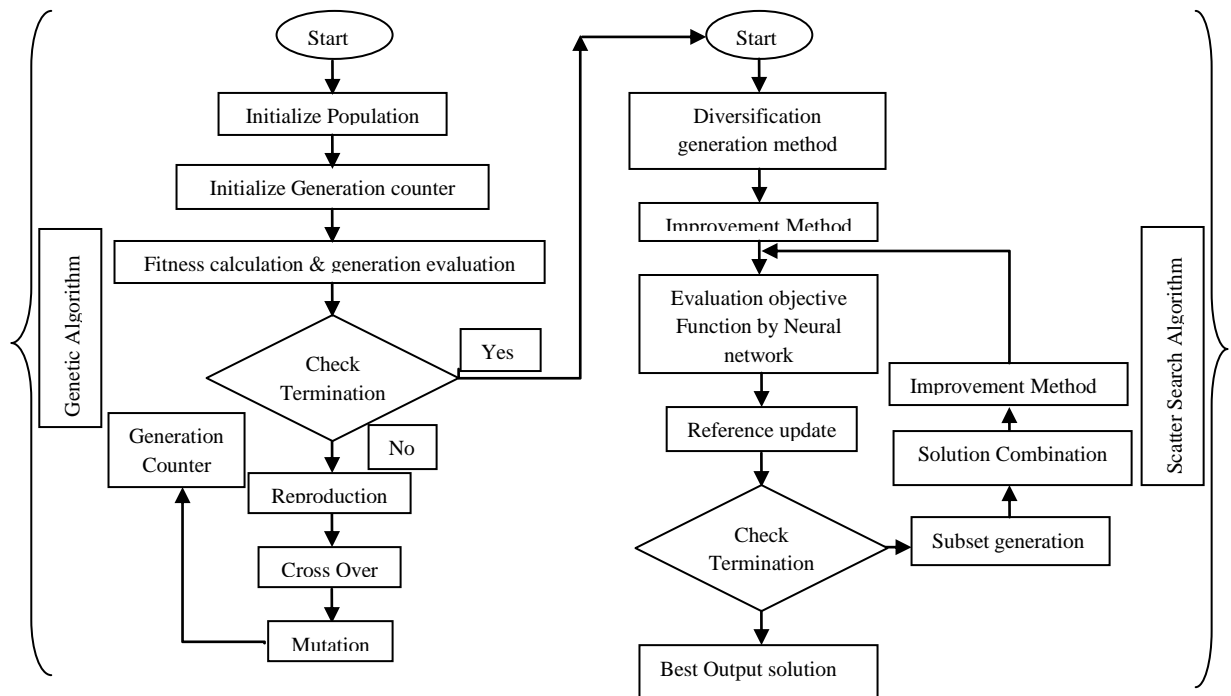 Genetic Algorithm
Start
Initialize Population
Initialize Generation counter
Fitness calculation & generation evaluation
Check
Termination
Yes
No
Generation
Counter
Reproduction
Cross Over
Mutation
Start
Diversification
generation method
Improvement Method
Evaluation objective
Function by Neural
network
Reference update
Check
Termination
Best Output solution
Subset generation
Solution Combination
Improvement Method
Scatter Search Algorithm